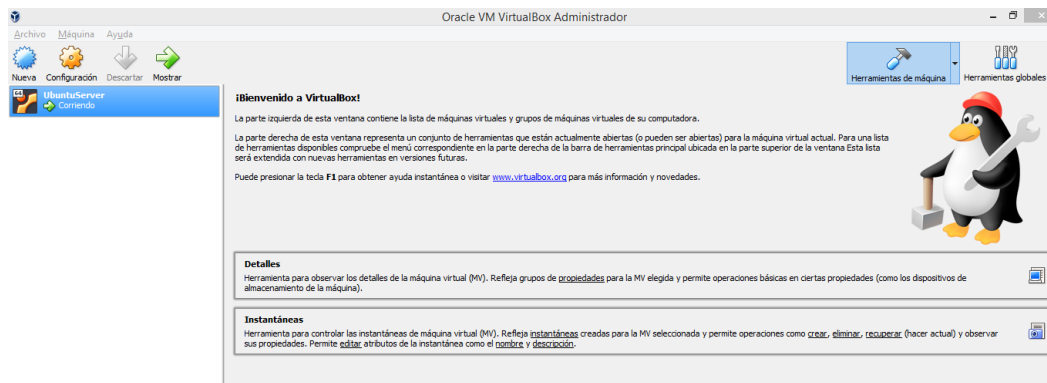 Oracle VM VirtualBox Administrador
Archivo Máquina Ayuda
Nueva Configuración Descartar Mostrar
Herramientas de máquina Herramientas globales
64
UbuntuServer
Corriendo
¡Bienvenido a VirtualBox!
La parte izquierda de esta ventana contiene la lista de máquinas virtuales y grupos de máquinas virtuales de su computadora.
La parte derecha de esta ventana representa un conjunto de herramientas que están actualmente abiertas (o pueden ser abiertas) para la máquina virtual actual. Para una lista
de herramientas disponibles compruebe el menú correspondiente en la parte derecha de la barra de herramientas principal ubicada en la parte superior de la ventana Esta lista
será extendida con nuevas herramientas en versiones futuras.
Puede presionar la tecla F1 para obtener ayuda instantánea o visitar www.virtualbox.org para más información y novedades.
Detalles
Herramienta para observar los detalles de la máquina virtual (MV). Refleja grupos de propiedades para la MV elegida y permite operaciones básicas en ciertas propiedades (como los dispositivos de
almacenamiento de la máquina).
Instantáneas
Herramienta para controlar las instantáneas de máquina virtual (MV). Refleja instantáneas creadas para la MV seleccionada y permite operaciones como crear, eliminar, recuperar (hacer actual) y observar
sus propiedades. Permite editar atributos de la instantánea como el nombre y descripción.